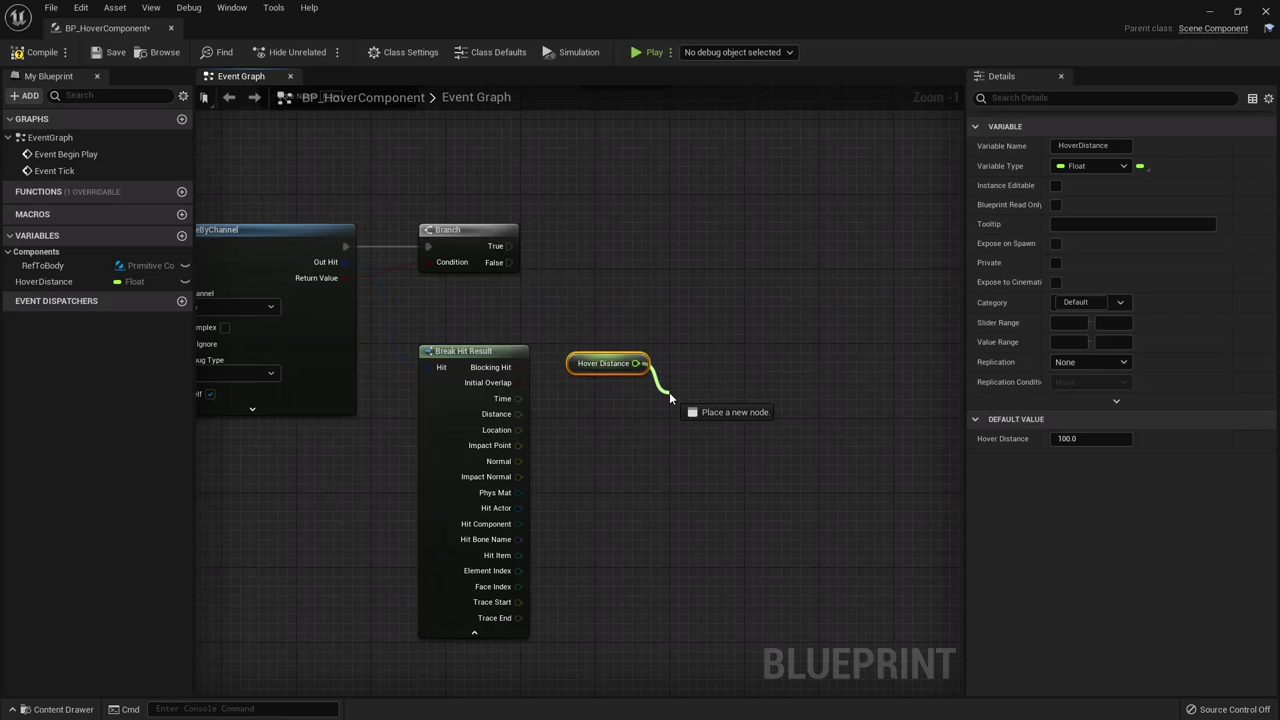 File Edit Asset View Debug Window Tools Help
BP_HoverComponent*
Parent class: Scene Component
Compile Save Browse Find Hide Unrelated Class Settings Class Defaults Simulation Play No debug object selected
My Blueprint
Event Graph
Details
ADD Search
BP_HoverComponent > Event Graph
Zoom -1
Search Details
GRAPHS
EventGraph
Event Begin Play
Event Tick
FUNCTIONS (1 OVERRIDABLE
MACROS
VARIABLES
Components
RefToBody Primitive Co
HoverDistance Float
EVENT DISPATCHERS
eByChannel
Out Hit
Return Value
hannel
mplex
Ignore
bug Type
elf
Branch
True
Condition False
Break Hit Result
Hit Blocking Hit
Initial Overlap
Time
Distance
Location
Impact Point
Normal
Impact Normal
Phys Mat
Hit Actor
Hit Component
Hit Bone Name
Hit Item
Element Index
Face Index
Trace Start
Trace End
Hover Distance
Place a new node.
BLUEPRINT
VARIABLE
Variable Name HoverDistance
Variable Type Float
Instance Editable
Blueprint Read Only
Tooltip
Expose on Spawn
Private
Expose to Cinemati
Category Default
Slider Range
Value Range
Replication None
Replication Conditic None
DEFAULT VALUE
Hover Distance 100.0
Content Drawer Cmd Enter Console Command Source Control Off